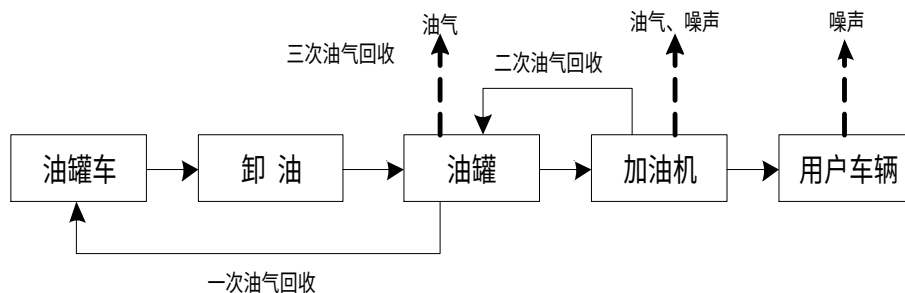 油气
油气、噪声
噪声
三次油气回收
二次油气回收
油罐车
卸 油
油罐
加油机
用户车辆
一次油气回收